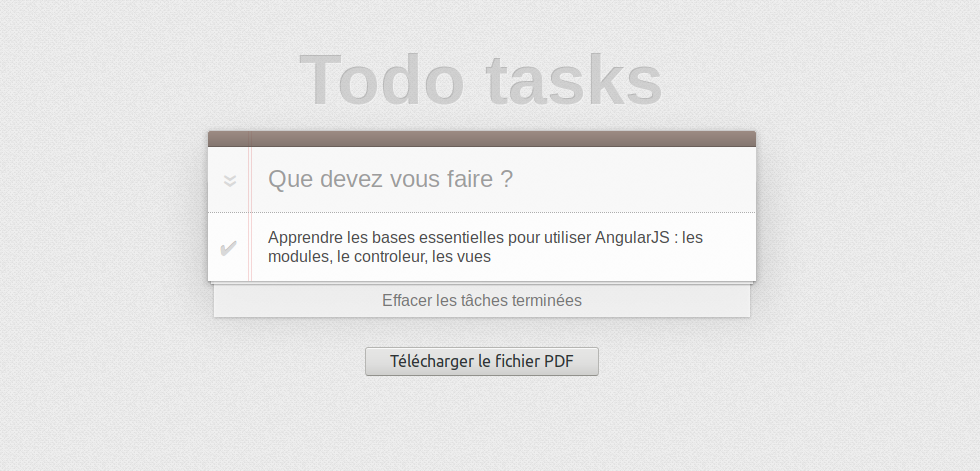 Todo tasks
Que devez vous faire ?
Apprendre les bases essentielles pour utiliser AngularJS : les
modules, le controleur, les vues
Effacer les tâches terminées
Télécharger le fichier PDF